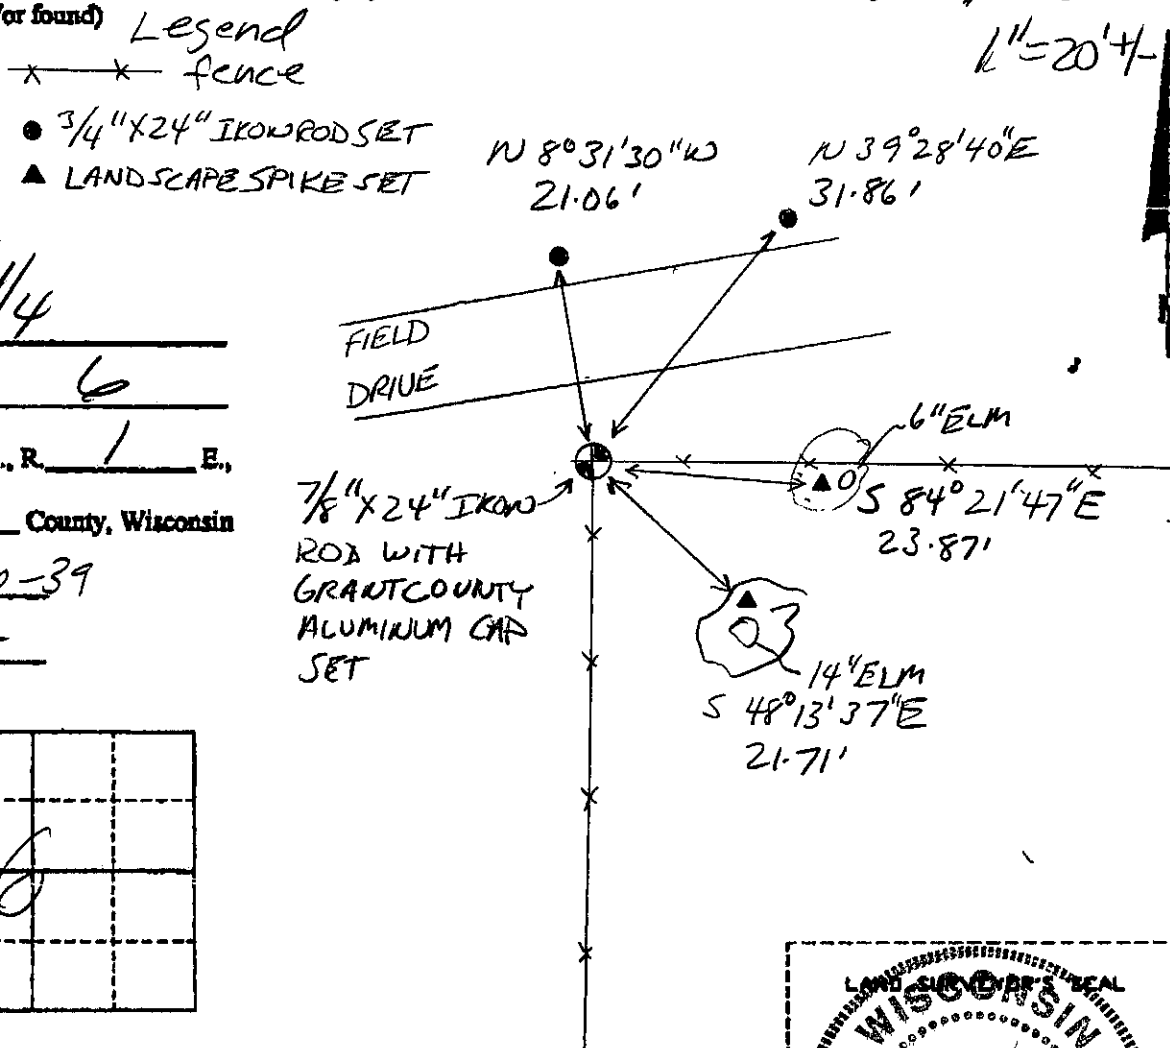 /or found)
Legend
fence
3/4"X24" IRON ROD SET
LANDSCAPE SPIKE SET
1"=20'+/-
N 8°31'30"W
21.06'
N 39°28'40"E
31.86'
1/4
6
., R. 1 E.,
County, Wisconsin
-39
FIELD
DRIVE
6" ELM
S 84° 21' 47" E
23.87'
7/8"X24" IRON
ROD WITH
GRANT COUNTY
ALUMINUM CAP
SET
14" ELM
S 48°13'37"E
21.71'
6
LAND SURVEYOR'S SEAL
WISCONSIN